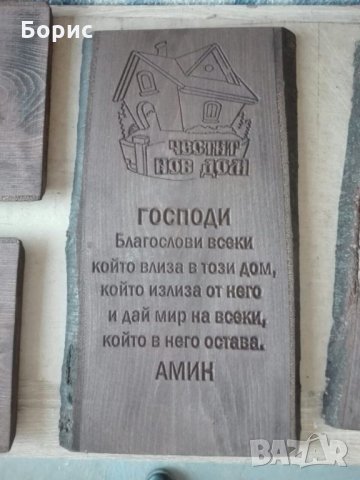 Борис
ЧЕСТИТ
НОВ ДОМ
ГОСПОДИ
Благослови всеки
който влиза в този дом,
който излиза от него
и дай мир на всеки,
който в него остава.
АМИН
BAZAR